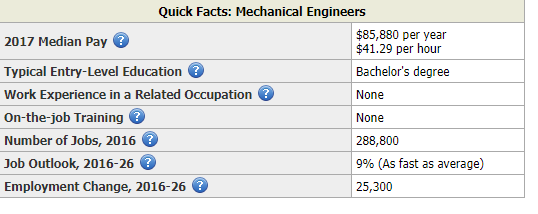 Quick Facts: Mechanical Engineers
2017 Median Pay ? $85,880 per year
$41.29 per hour
Typical Entry-Level Education ? Bachelor's degree
Work Experience in a Related Occupation ? None
On-the-job Training ? None
Number of Jobs, 2016 ? 288,800
Job Outlook, 2016-26 ? 9% (As fast as average)
Employment Change, 2016-26 ? 25,300